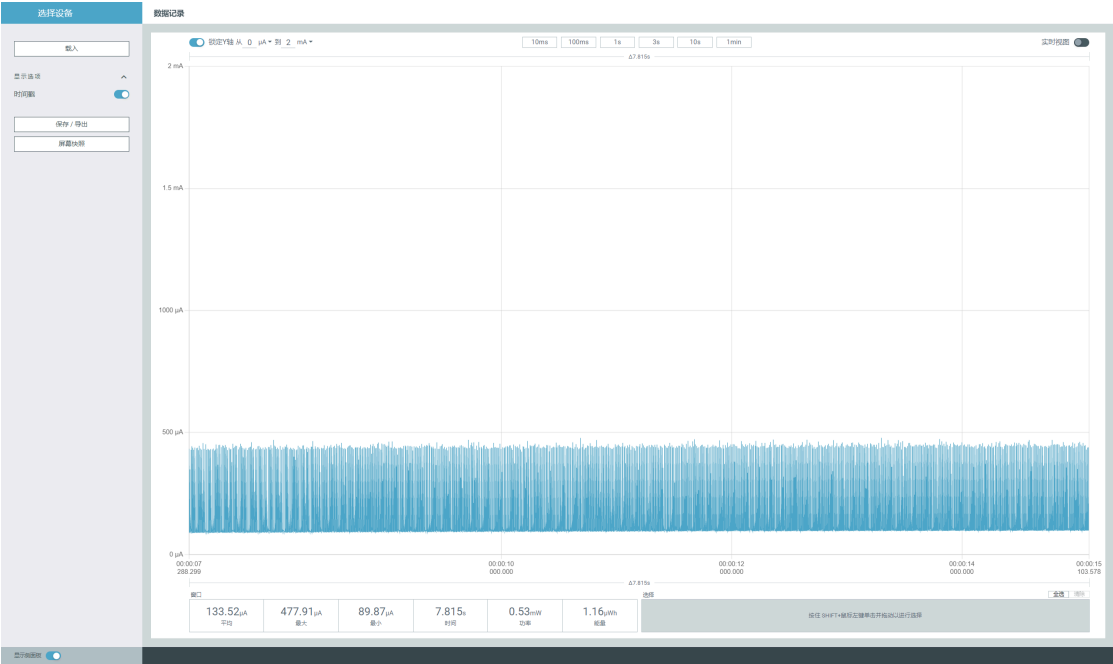 选择设备
数据记录
载入
显示选项
时间戳
保存 / 导出
屏幕快照
锁定Y轴 从 0 μA 到 2 mA
10ms 100ms 1s 3s 10s 1min
实时视图
Δ7.815s
2 mA
1.5 mA
1000 μA
500 μA
0 μA
00:00:07 00:00:10 00:00:12 00:00:14 00:00:15
288.299 000.000 000.000 000.000 103.578
Δ7.815s
窗口
133.52μA 477.91μA 89.87μA 7.815s 0.53mW 1.16μWh
平均 最大 最小 时间 功率 能量
选择
全选 清除
按住 SHIFT+鼠标左键单击并拖动以进行选择